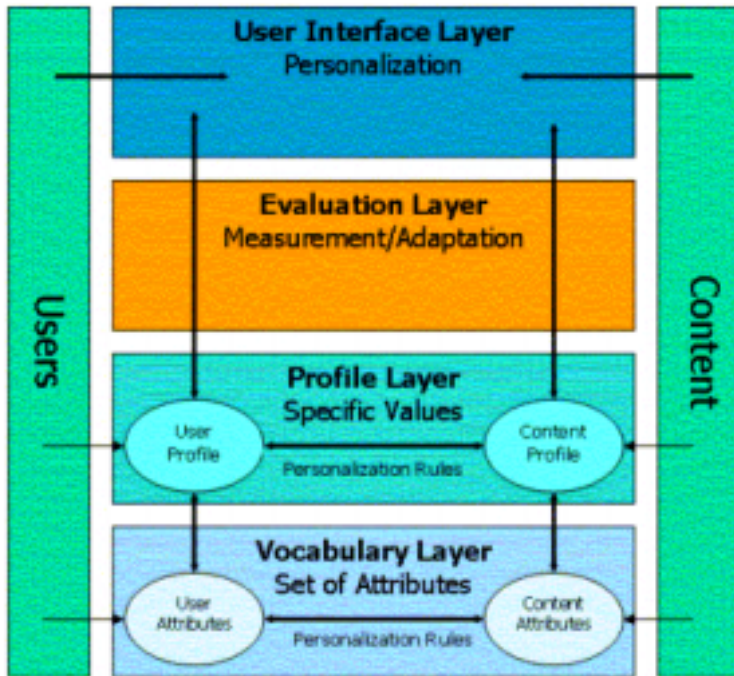 User Interface Layer
Personalization
Evaluation Layer
Measurement/Adaptation
Users
Content
Profile Layer
Specific Values
User
Profile
Content
Profile
Personalization Rules
Vocabulary Layer
Set of Attributes
User
Attributes
Content
Attributes
Personalization Rules